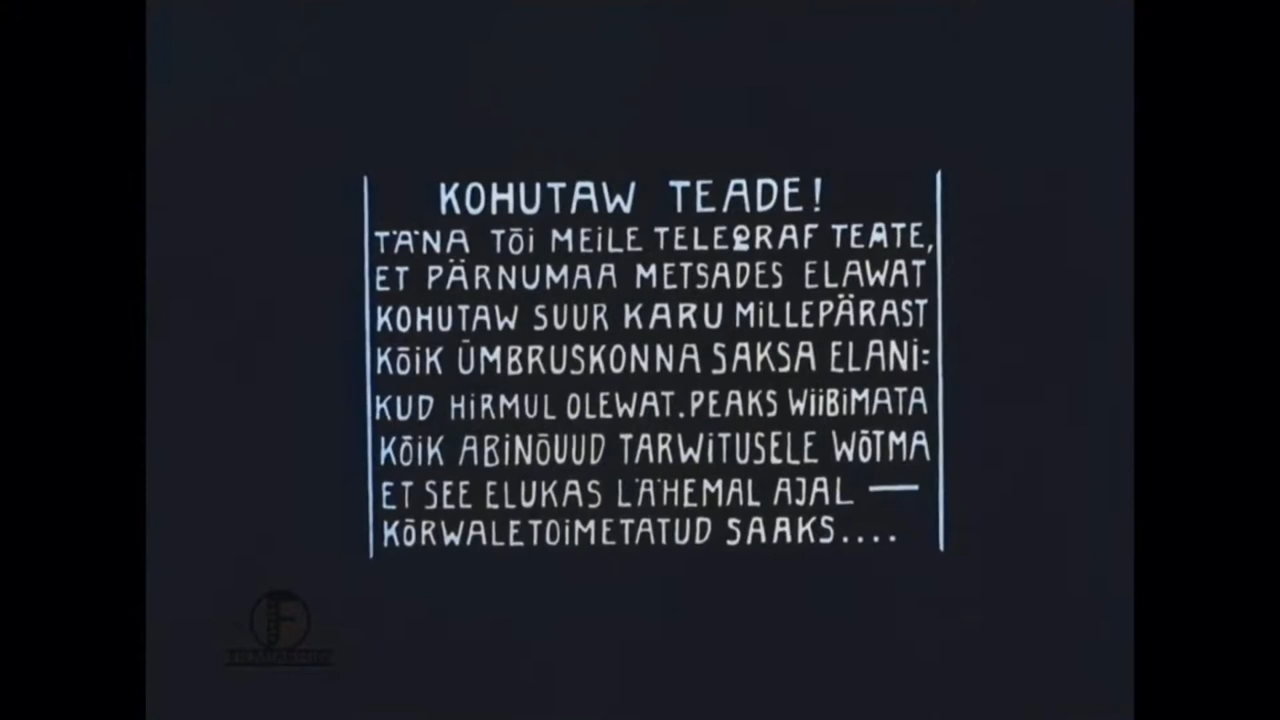 KOHUTAW TEADE!
TÄNA TÕI MEILE TELEGRAF TEATE,
ET PÄRNUMAA METSADES ELAWAT
KOHUTAW SUUR KARU MILLEPÄRAST
KÕIK ÜMBRUSKONNA SAKSA ELANI=
KUD HIRMUL OLEWAT. PEAKS WIIBIMATA
KÕIK ABINÕUUD TARWITUSELE WÕTMA
ET SEE ELUKAS LÄHEMAL AJAL —
KÕRWALETOIMETATUD SAAKS....